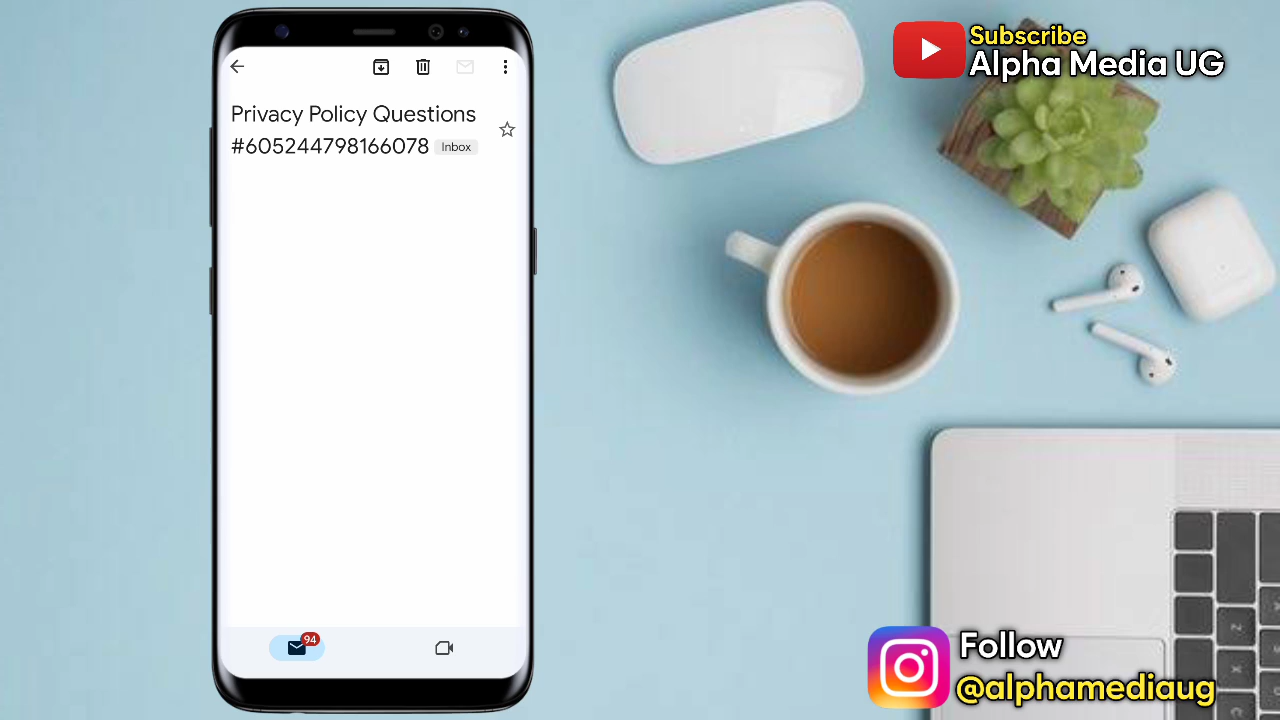 Privacy Policy Questions
#605244798166078 Inbox
94
Subscribe
Alpha Media UG
Follow
@alphamediaug